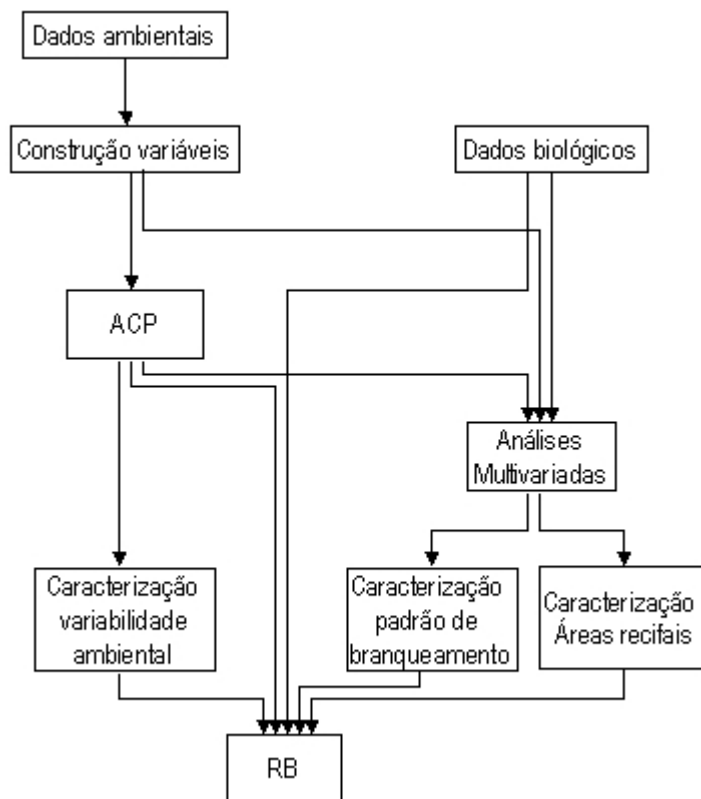 Dados ambientais
Construção variáveis
Dados biológicos
ACP
Análises
Multivariadas
Caracterização
variabilidade
ambiental
Caracterização
padrão de
branqueamento
Caracterização
Áreas recifais
RB